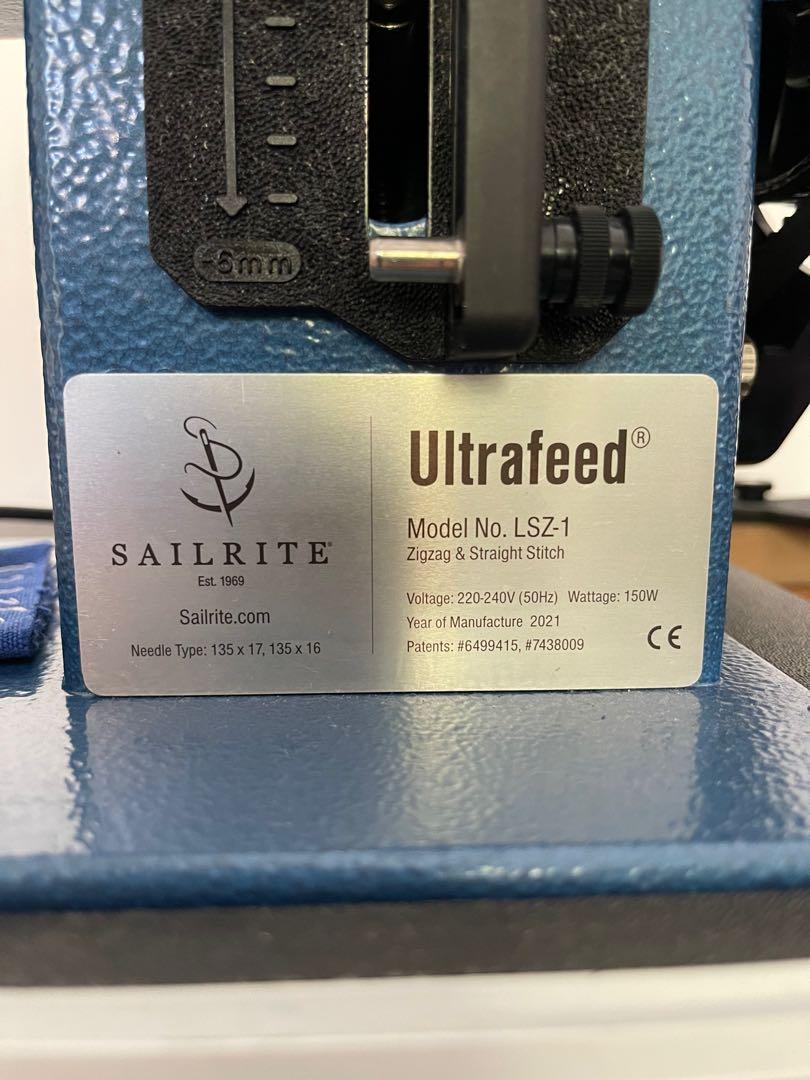 -6mm
SAILRITE®
Est. 1969
Sailrite.com
Needle Type: 135 x 17, 135 x 16
Ultrafeed®
Model No. LSZ-1
Zigzag & Straight Stitch
Voltage: 220-240V (50Hz) Wattage: 150W
Year of Manufacture 2021
Patents: #6499415, #7438009
CE